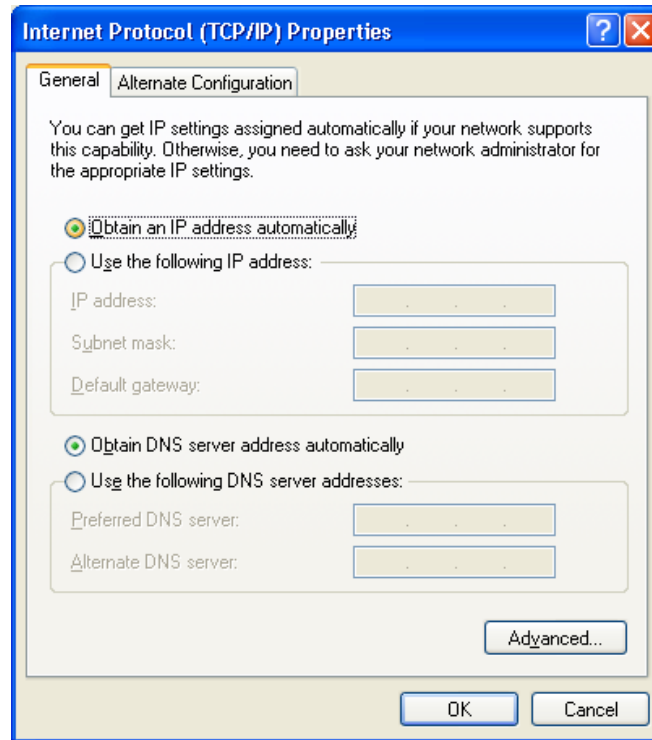 Internet Protocol (TCP/IP) Properties
General
Alternate Configuration
You can get IP settings assigned automatically if your network supports
this capability. Otherwise, you need to ask your network administrator for
the appropriate IP settings.
Obtain an IP address automatically
Use the following IP address:
IP address:
Subnet mask:
Default gateway:
Obtain DNS server address automatically
Use the following DNS server addresses:
Preferred DNS server:
Alternate DNS server:
Advanced...
OK
Cancel